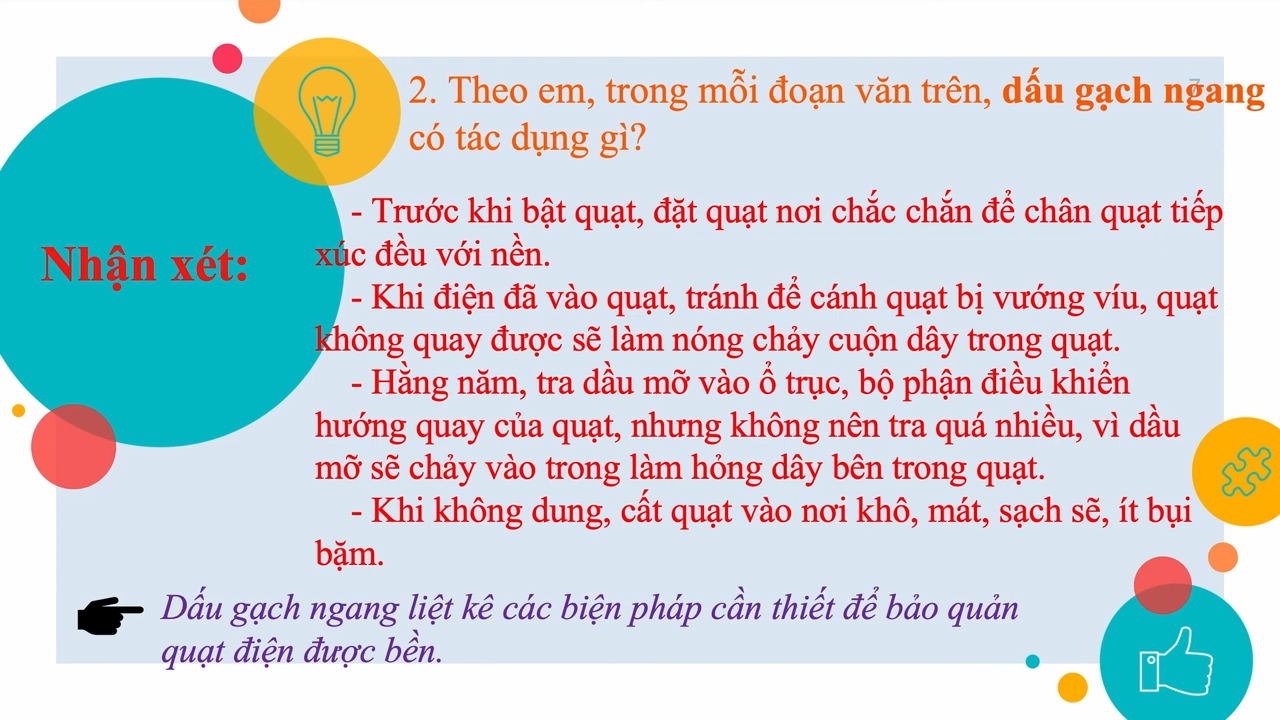 7
2. Theo em, trong mỗi đoạn văn trên, dấu gạch ngang
có tác dụng gì?
Nhận xét:
- Trước khi bật quạt, đặt quạt nơi chắc chắn để chân quạt tiếp
xúc đều với nền.
- Khi điện đã vào quạt, tránh để cánh quạt bị vướng víu, quạt
không quay được sẽ làm nóng chảy cuộn dây trong quạt.
- Hằng năm, tra dầu mỡ vào ổ trục, bộ phận điều khiển
hướng quay của quạt, nhưng không nên tra quá nhiều, vì dầu
mỡ sẽ chảy vào trong làm hỏng dây bên trong quạt.
- Khi không dung, cất quạt vào nơi khô, mát, sạch sẽ, ít bụi
bặm.
Dấu gạch ngang liệt kê các biện pháp cần thiết để bảo quản
quạt điện được bền.